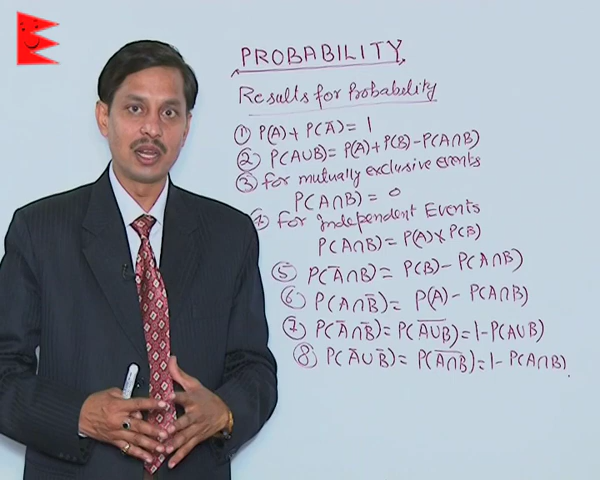 PROBABILITY
Results for Probability
① P(A) + P(A̅) = 1
② P(A∪B) = P(A) + P(B) - P(A∩B)
③ for mutually exclusive events
P(A∩B) = 0
④ for Independent Events
P(A∩B) = P(A) × P(B)
⑤ P(A̅∩B) = P(B) - P(A∩B)
⑥ P(A∩B̅) = P(A) - P(A∩B)
⑦ P(A̅∩B̅) = P(A̅∪̅B̅) = 1 - P(A∪B)
⑧ P(A̅∪B̅) = P(A̅∩̅B̅) = 1 - P(A∩B).